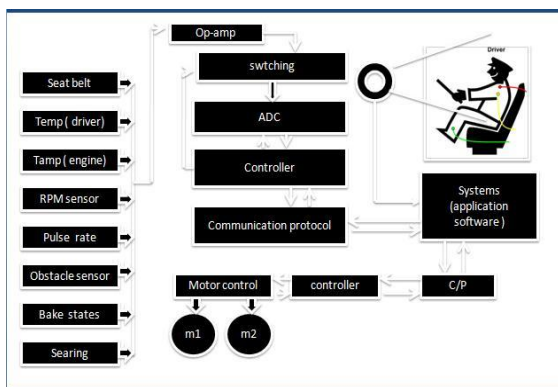 Op-amp
swtching
Driver
Seat belt
ADC
Temp ( driver)
Tamp ( engine)
Controller
RPM sensor
Systems
(application
software )
Communication protocol
Pulse rate
Obstacle sensor
Motor control
controller
C/P
Bake states
m1
m2
Searing